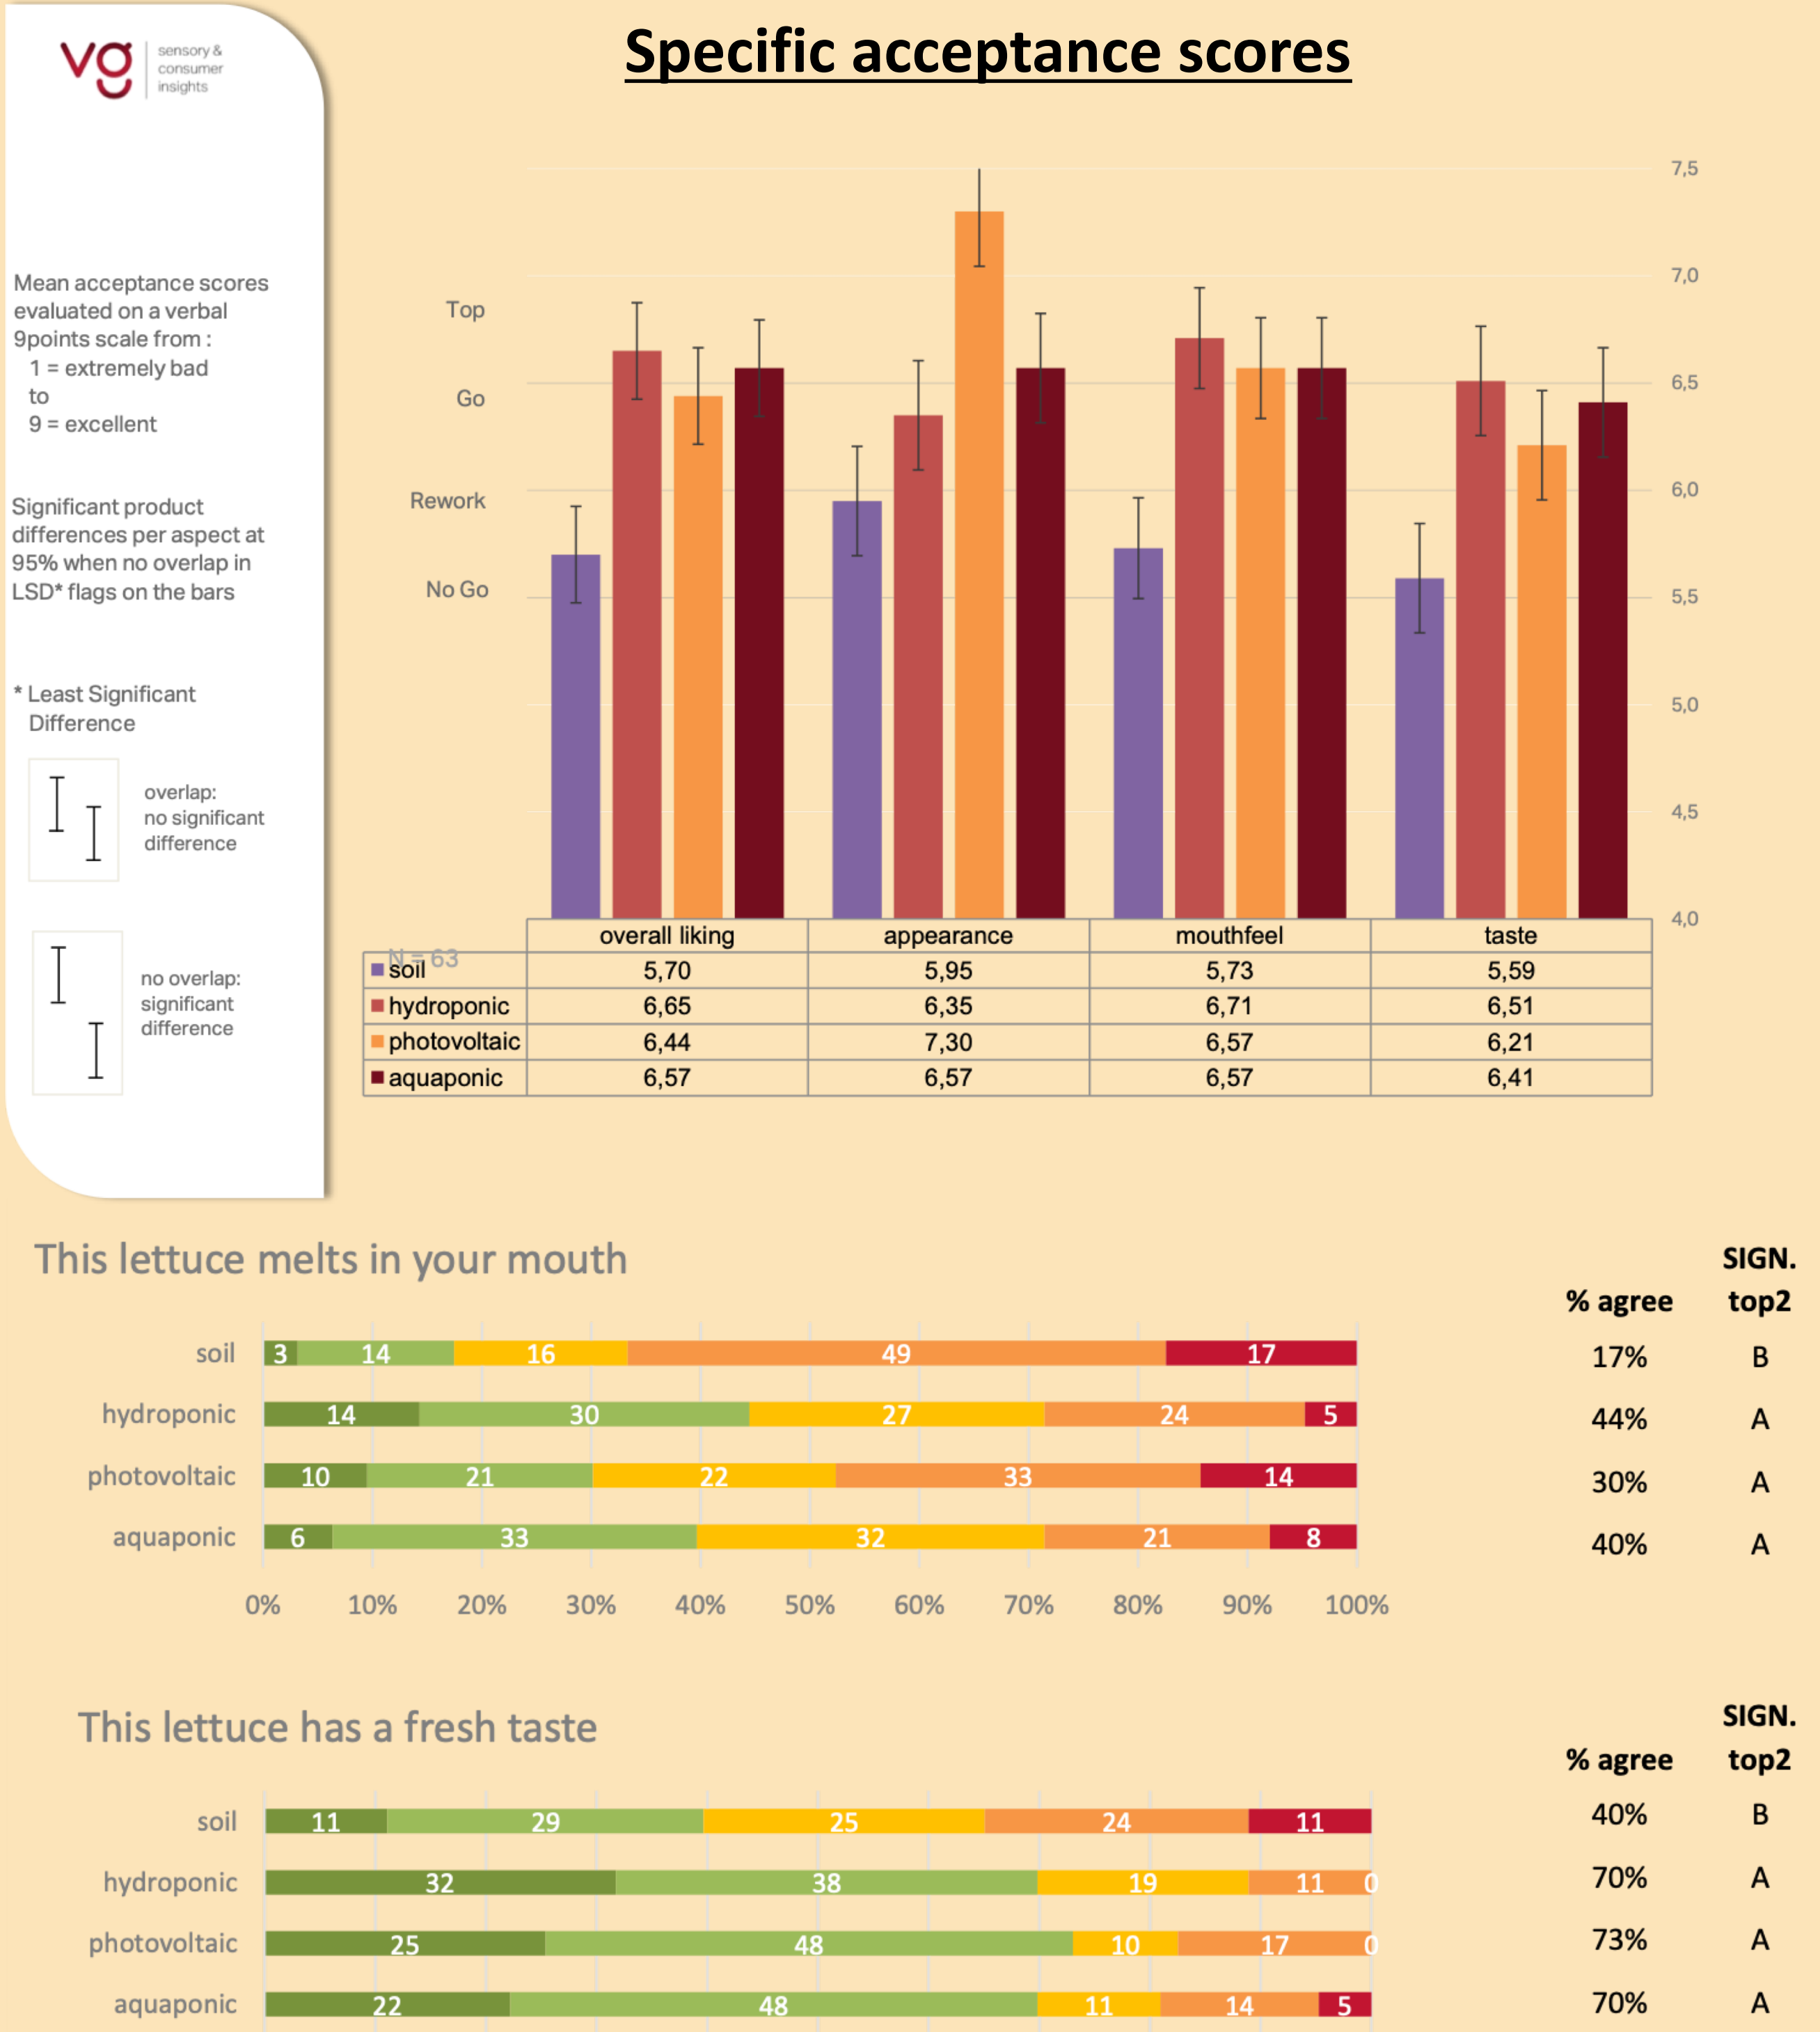 vg
sensory &
consumer
insights
Specific acceptance scores
Mean acceptance scores
evaluated on a verbal
9points scale from :
1 = extremely bad
to
9 = excellent
Significant product
differences per aspect at
95% when no overlap in
LSD* flags on the bars
* Least Significant
Difference
overlap:
no significant
difference
no overlap:
significant
difference
Top
Go
Rework
No Go
7,5
7,0
6,5
6,0
5,5
5,0
4,5
4,0
N = 63
overall liking appearance mouthfeel taste
soil 5,70 5,95 5,73 5,59
hydroponic 6,65 6,35 6,71 6,51
photovoltaic 6,44 7,30 6,57 6,21
aquaponic 6,57 6,57 6,57 6,41
This lettuce melts in your mouth
SIGN.
% agree top2
soil 3 14 16 49 17 17% B
hydroponic 14 30 27 24 5 44% A
photovoltaic 10 21 22 33 14 30% A
aquaponic 6 33 32 21 8 40% A
0% 10% 20% 30% 40% 50% 60% 70% 80% 90% 100%
This lettuce has a fresh taste
SIGN.
% agree top2
soil 11 29 25 24 11 40% B
hydroponic 32 38 19 11 0 70% A
photovoltaic 25 48 10 17 0 73% A
aquaponic 22 48 11 14 5 70% A